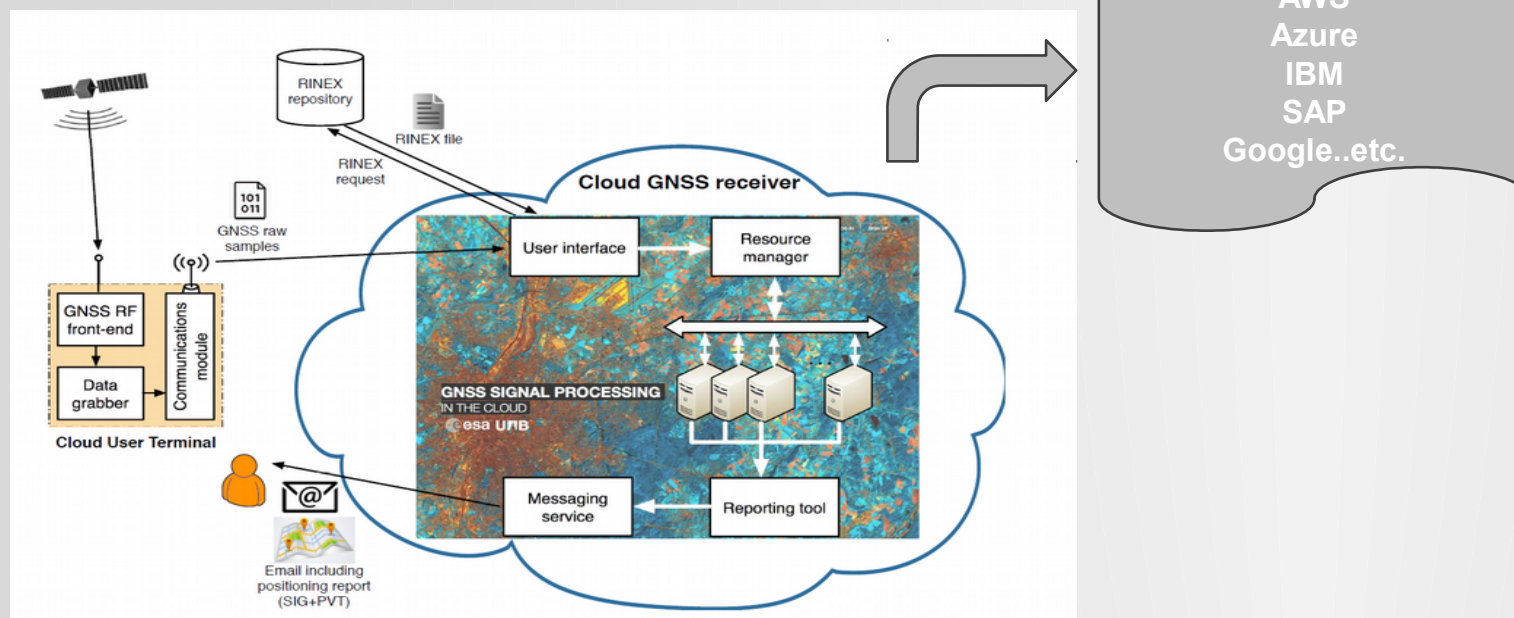 AWS
Azure
IBM
SAP
Google..etc.
RINEX
repository
RINEX file
RINEX
request
Cloud GNSS receiver
101
011
GNSS raw
samples
User interface
Resource
manager
GNSS RF
front-end
Data
grabber
Communications
module
Cloud User Terminal
GNSS SIGNAL PROCESSING
IN THE CLOUD
esa UAB
Messaging
service
Reporting tool
@
Email including
positioning report
(SIG+PVT)